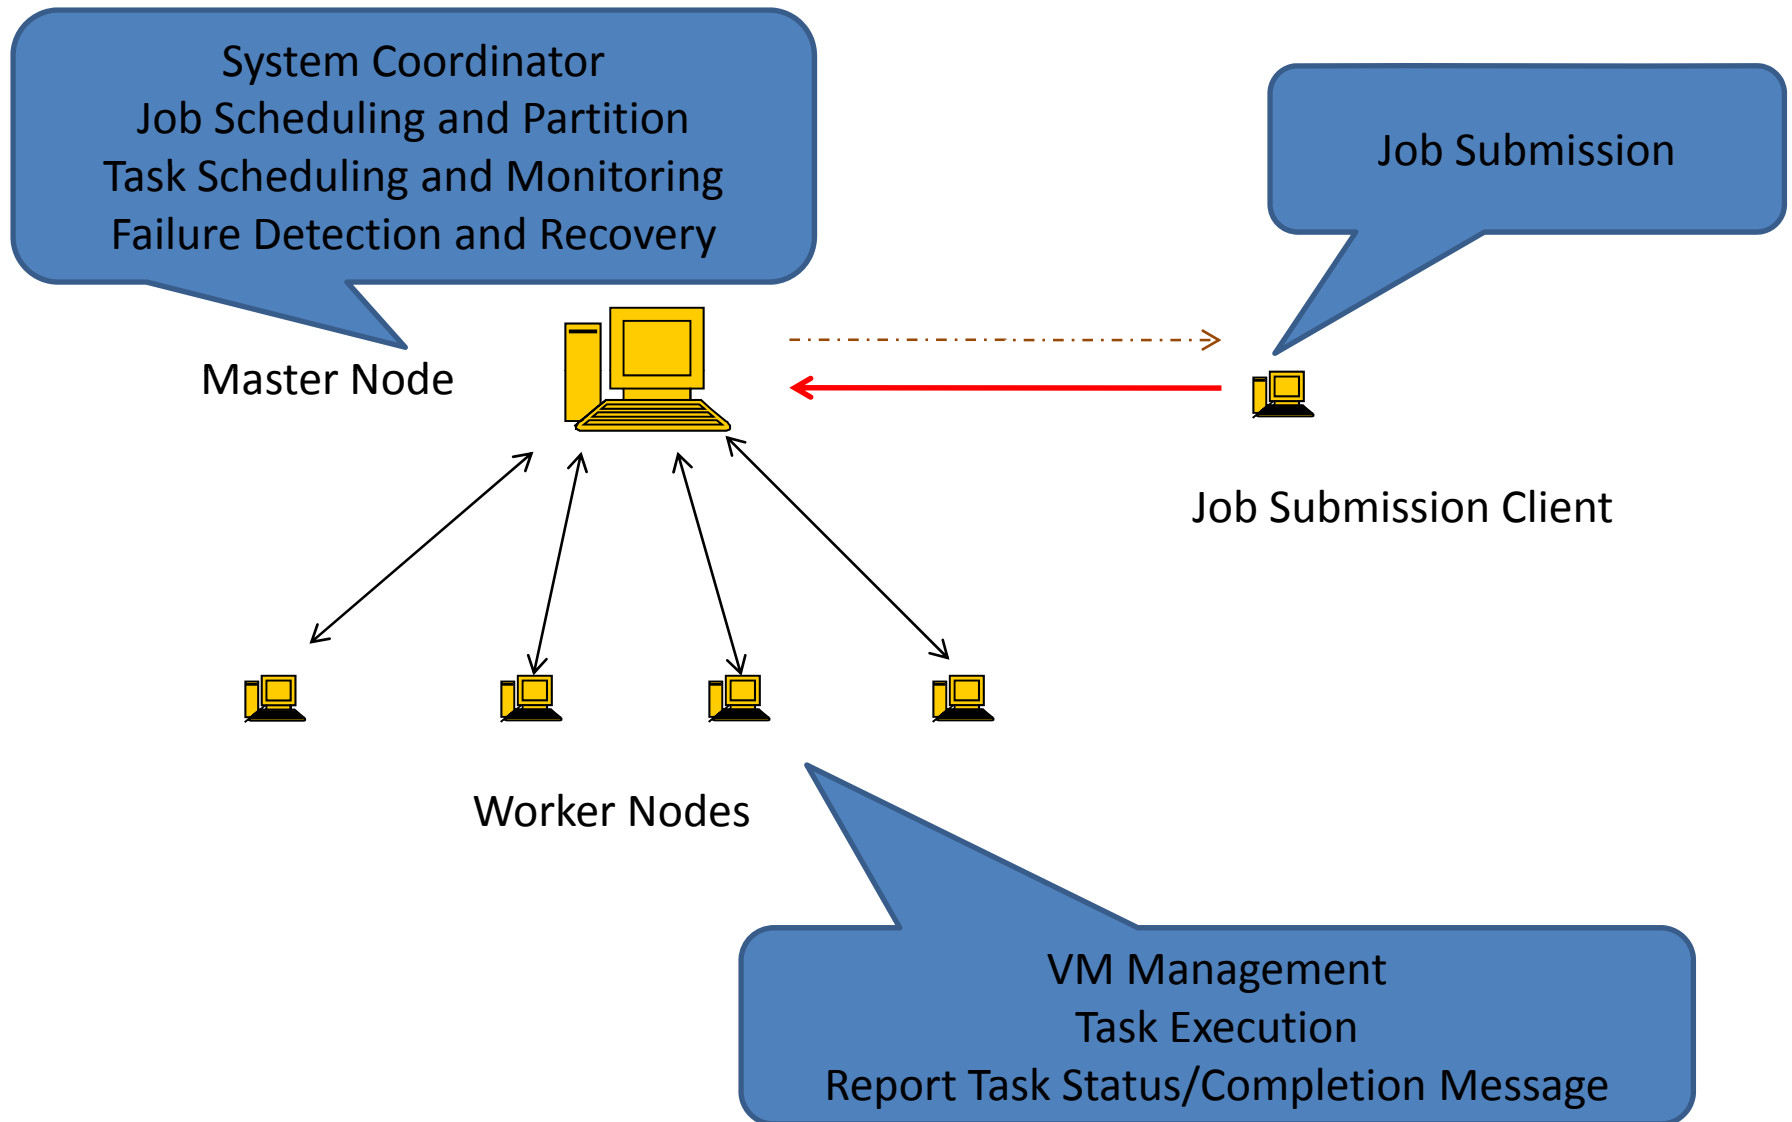 System Coordinator
Job Scheduling and Partition
Task Scheduling and Monitoring
Failure Detection and Recovery
Job Submission
Master Node
Job Submission Client
Worker Nodes
VM Management
Task Execution
Report Task Status/Completion Message